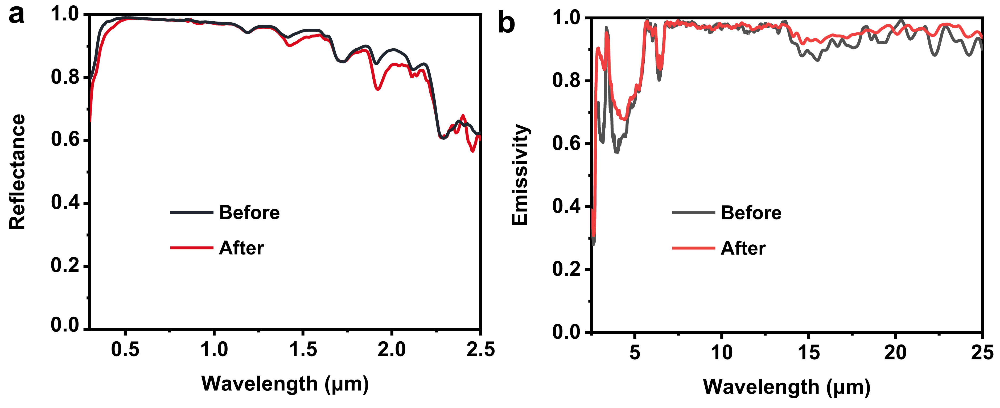 a
1.0
0.8
0.6
0.4
0.2
0.0
Reflectance
Before
After
0.5 1.0 1.5 2.0 2.5
Wavelength (μm)
b
1.0
0.8
0.6
0.4
0.2
0.0
Emissivity
Before
After
5 10 15 20 25
Wavelength (μm)